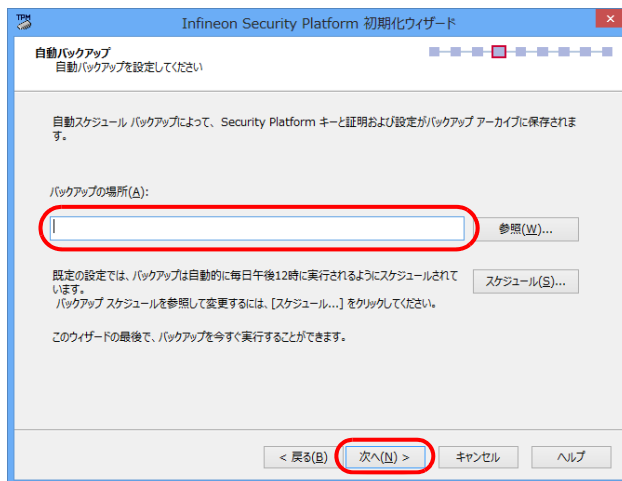 TPM
Infineon Security Platform 初期化ウィザード
自動バックアップ
自動バックアップを設定してください
自動スケジュール バックアップによって、Security Platform キーと証明および設定がバックアップ アーカイブに保存されま
す。
バックアップの場所(A):
参照(W)...
既定の設定では、バックアップは自動的に毎日午後12時に実行されるようにスケジュールされて
います。
スケジュール(S)...
バックアップ スケジュールを参照して変更するには、[スケジュール...] をクリックしてください。
このウィザードの最後で、バックアップを今すぐ実行することができます。
< 戻る(B)
次へ(N) >
キャンセル
ヘルプ